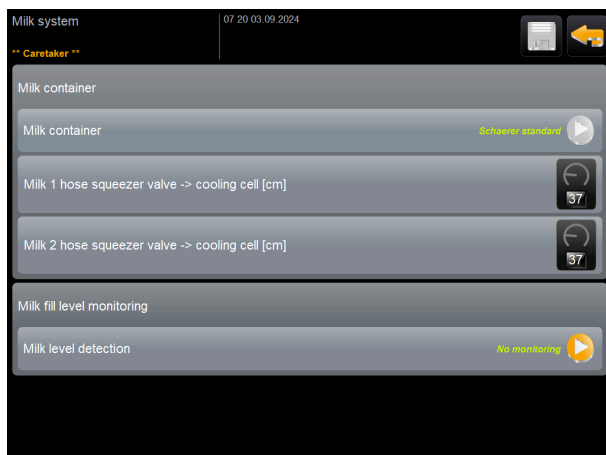 Milk system
07 20 03.09.2024
** Caretaker **
Milk container
Milk container
Schaerer standard
Milk 1 hose squeezer valve -> cooling cell [cm]
37
Milk 2 hose squeezer valve -> cooling cell [cm]
37
Milk fill level monitoring
Milk level detection
No monitoring